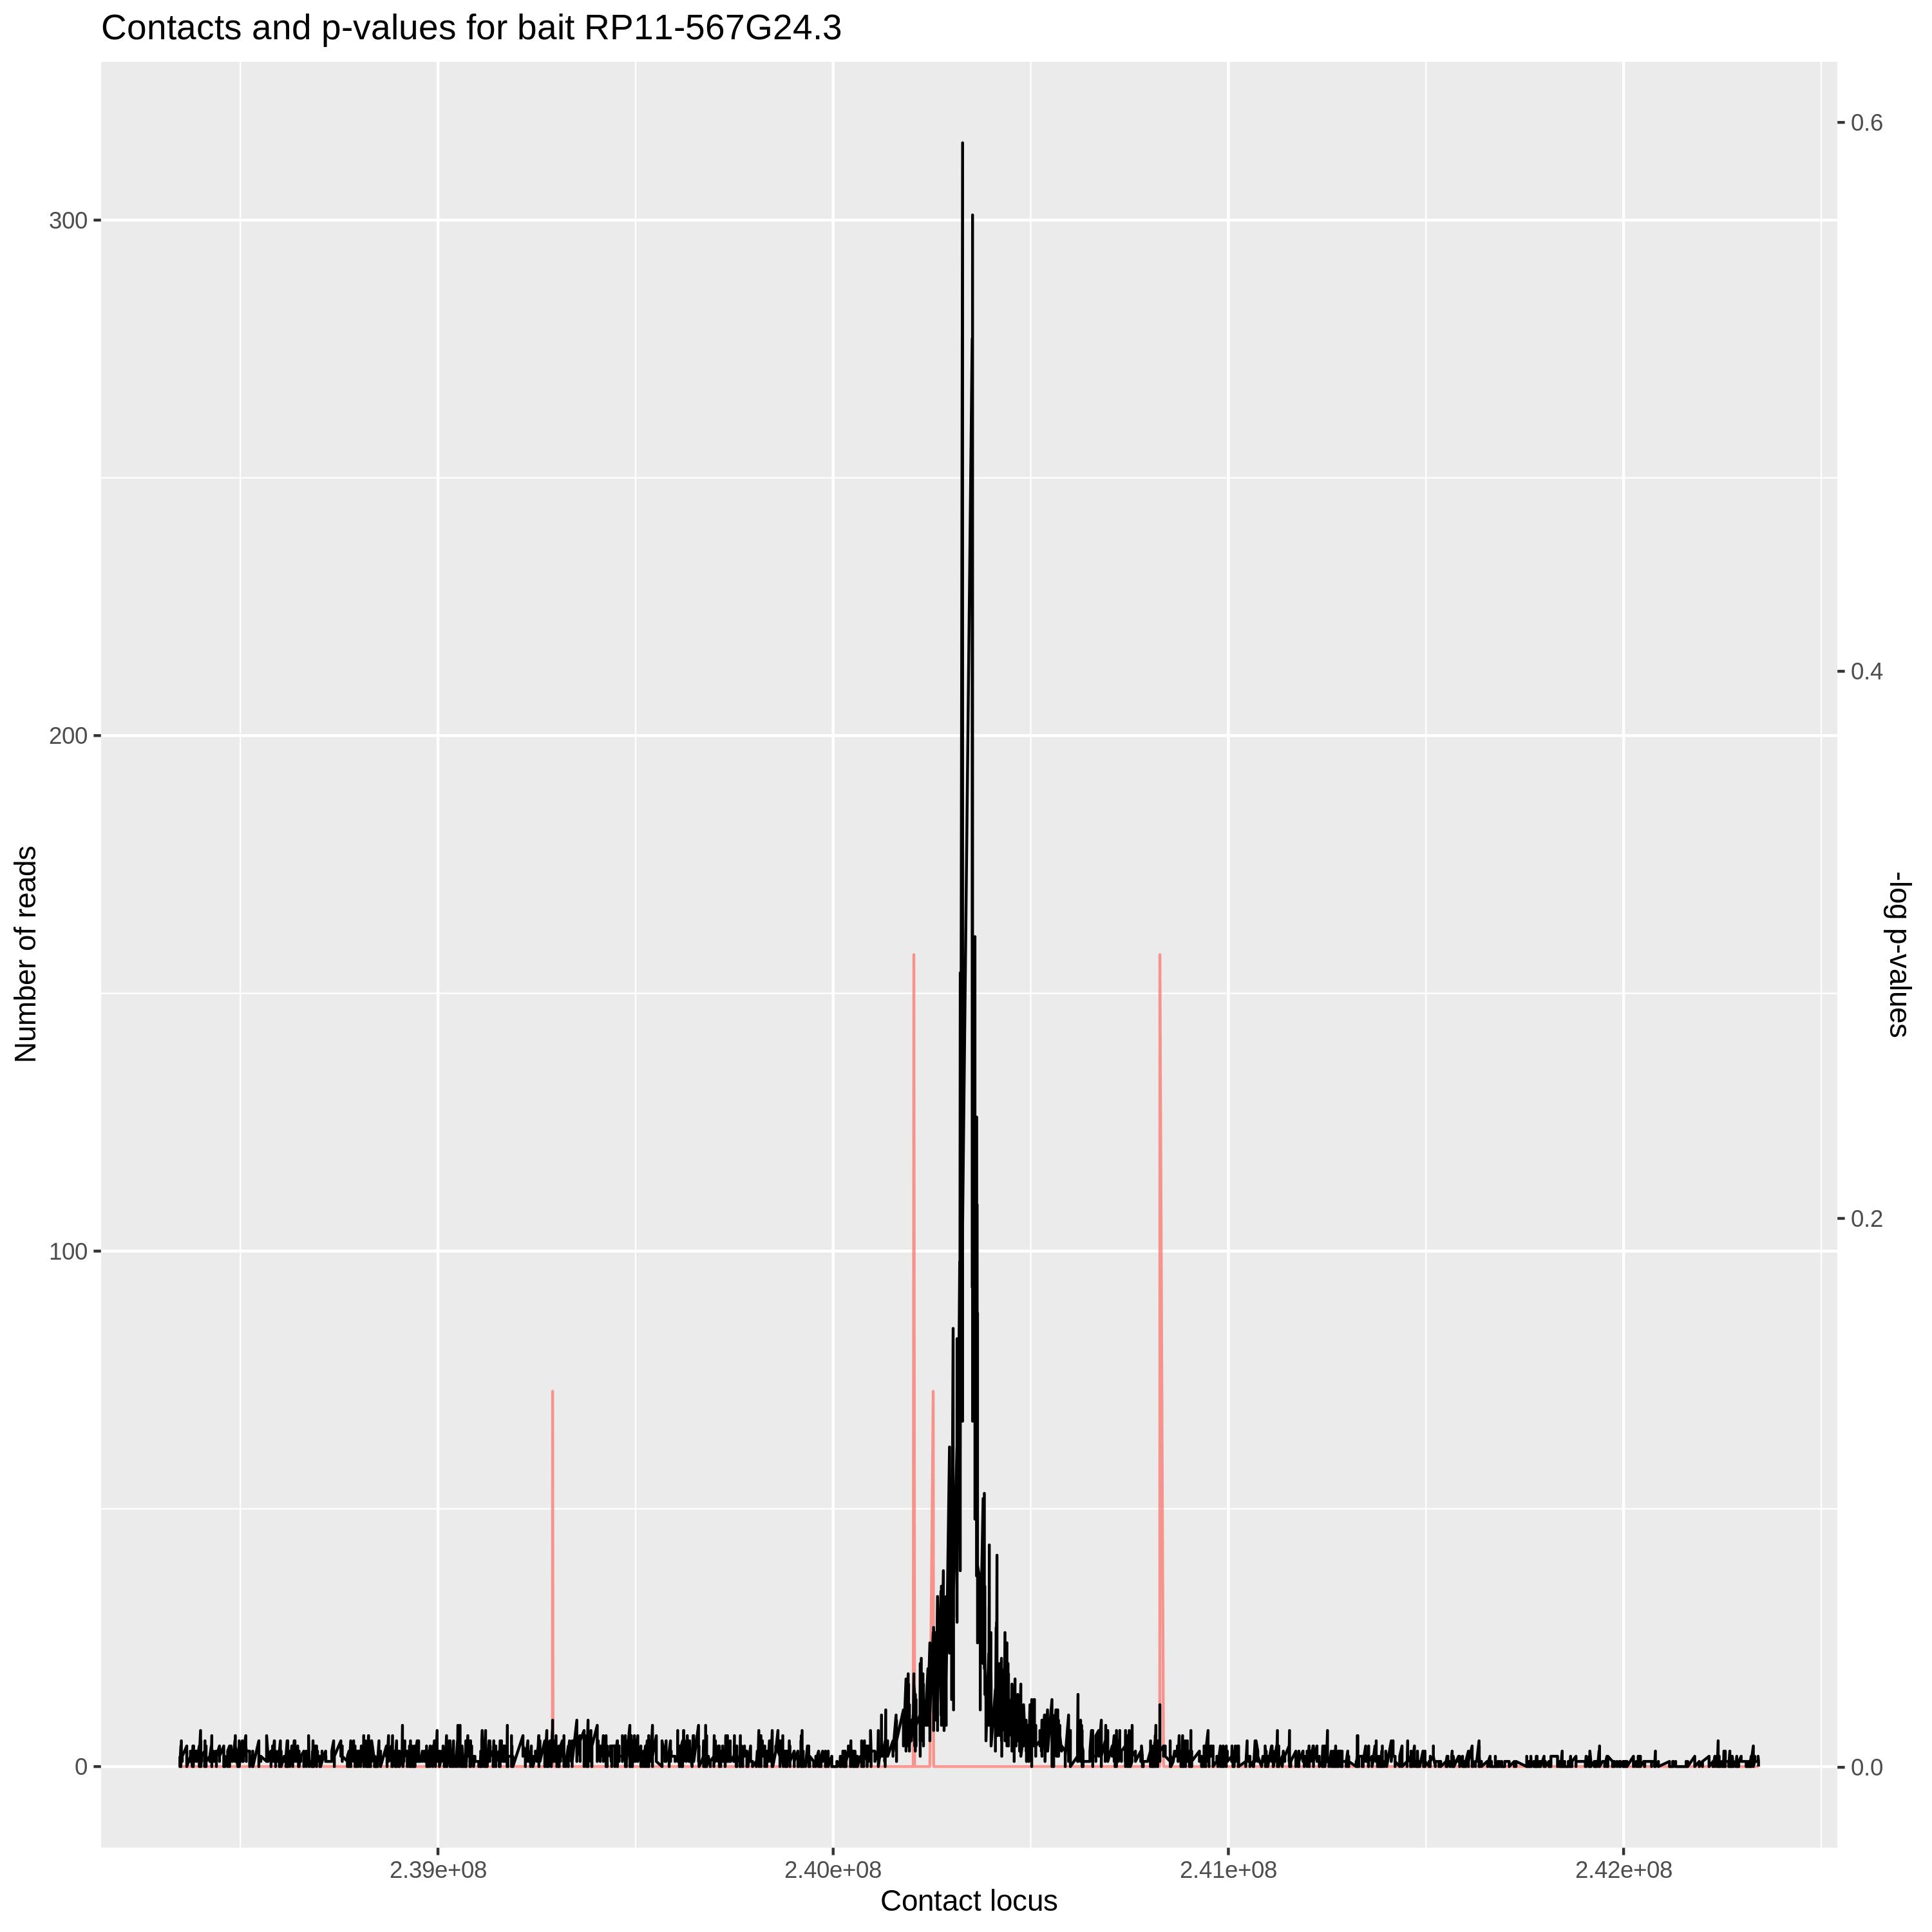 Contacts and p-values for bait RP11-567G24.3
Number of reads
300
200
100
0
0.6
0.4
0.2
0.0
-log p-values
2.39e+08
2.40e+08
2.41e+08
2.42e+08
Contact locus